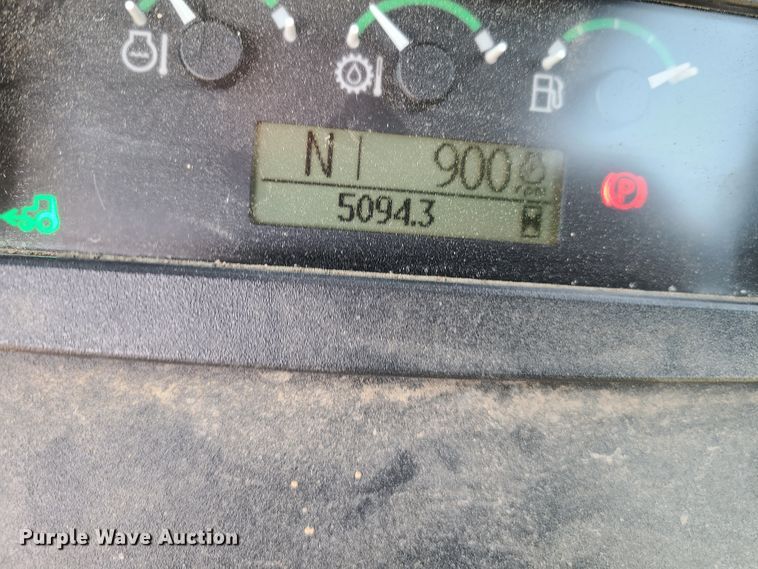 N 900 rpm
5094.3
P
Purple Wave Auction